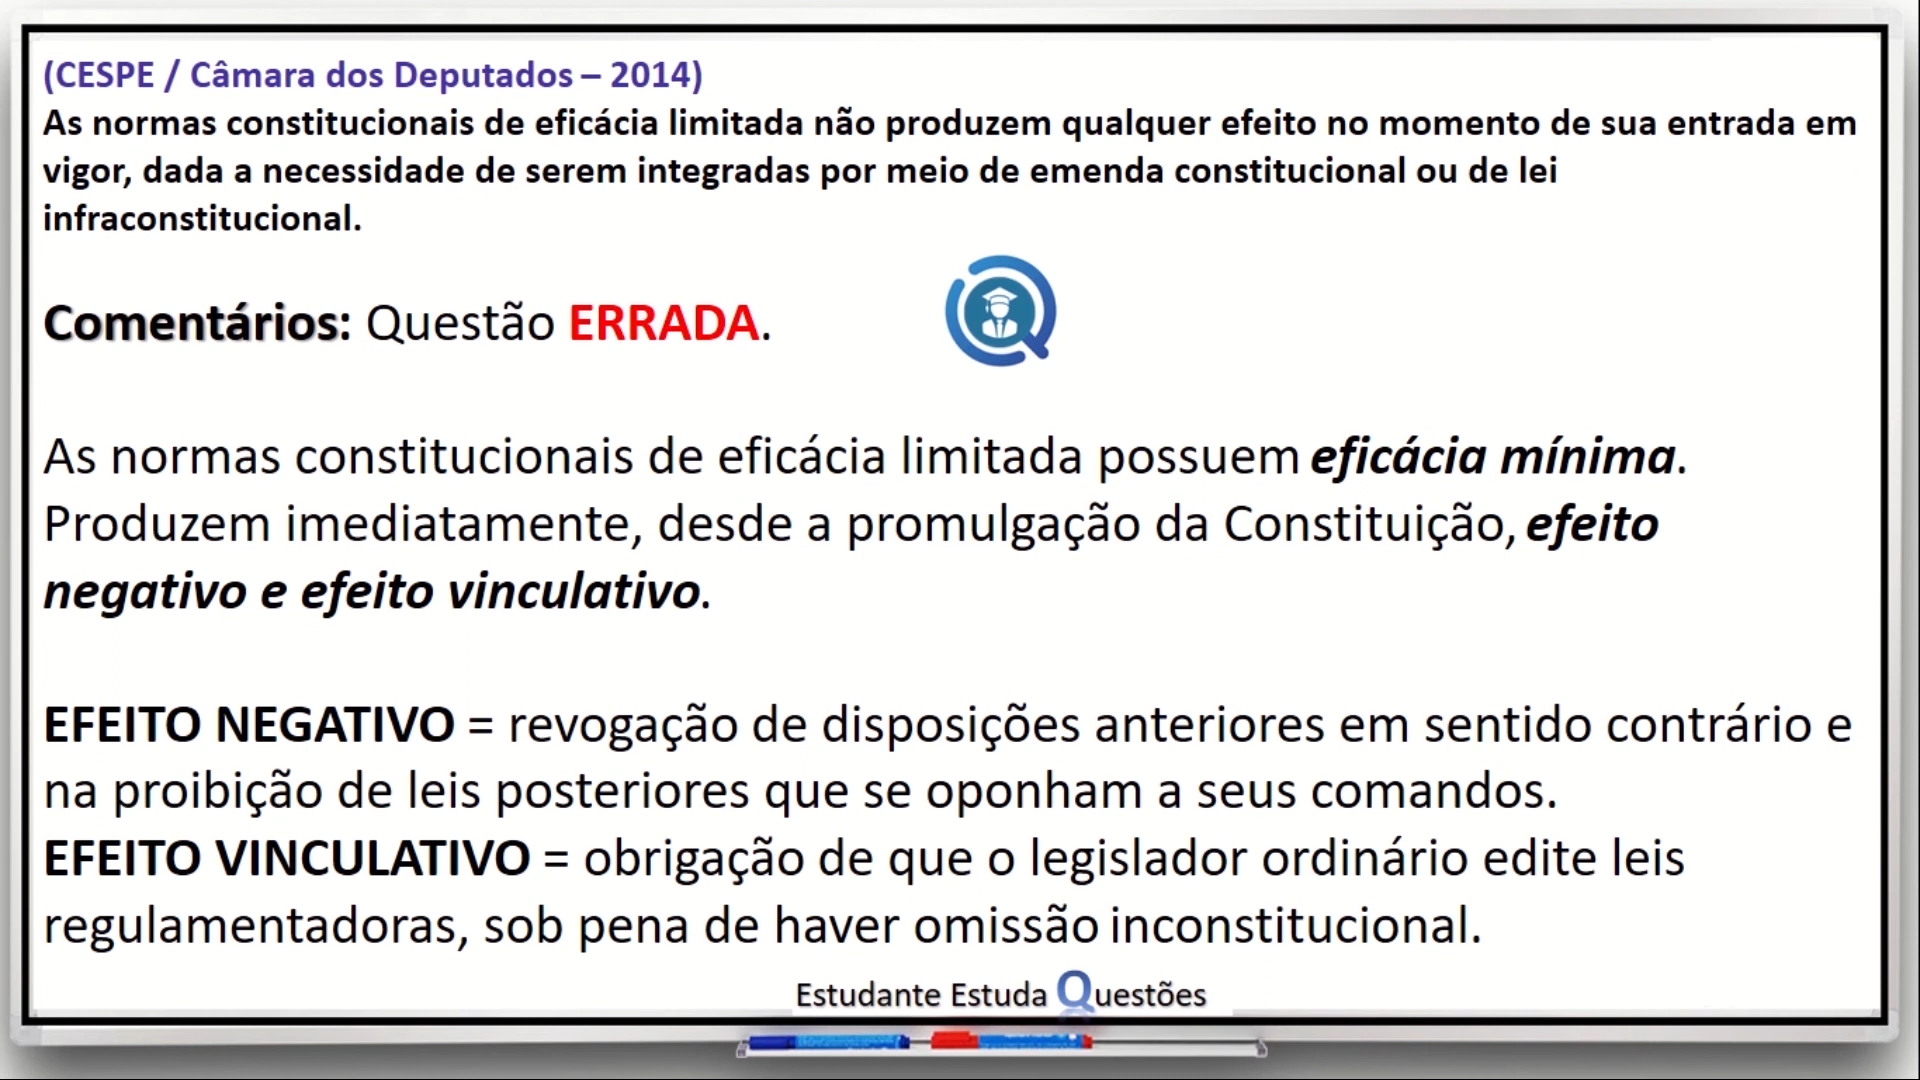 (CESPE / Câmara dos Deputados – 2014)
As normas constitucionais de eficácia limitada não produzem qualquer efeito no momento de sua entrada em
vigor, dada a necessidade de serem integradas por meio de emenda constitucional ou de lei
infraconstitucional.
Comentários: Questão ERRADA.
As normas constitucionais de eficácia limitada possuem eficácia mínima.
Produzem imediatamente, desde a promulgação da Constituição, efeito
negativo e efeito vinculativo.
EFEITO NEGATIVO = revogação de disposições anteriores em sentido contrário e
na proibição de leis posteriores que se oponham a seus comandos.
EFEITO VINCULATIVO = obrigação de que o legislador ordinário edite leis
regulamentadoras, sob pena de haver omissão inconstitucional.
Estudante Estuda Questões